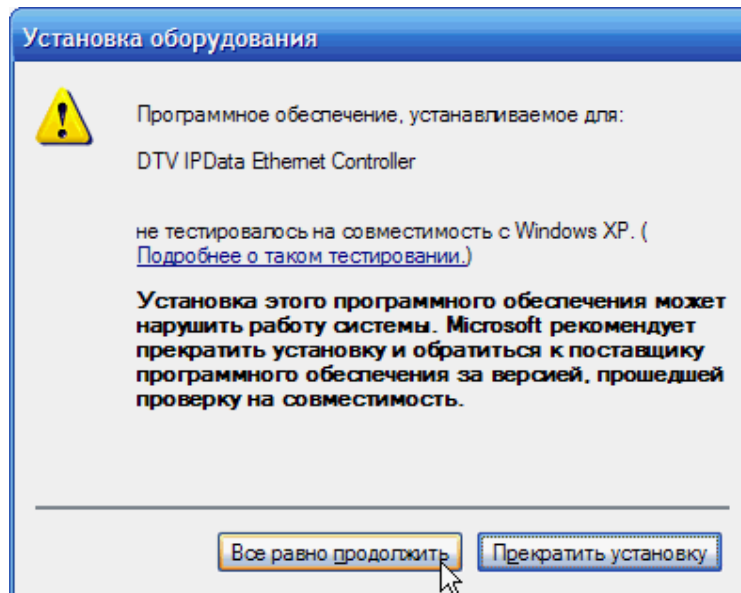 Установка оборудования
Программное обеспечение, устанавливаемое для:
DTV IPData Ethernet Controller
не тестировалось на совместимость с Windows XP. (
Подробнее о таком тестировании.)
Установка этого программного обеспечения может
нарушить работу системы. Microsoft рекомендует
прекратить установку и обратиться к поставщику
программного обеспечения за версией, прошедшей
проверку на совместимость.
Все равно продолжить
Прекратить установку